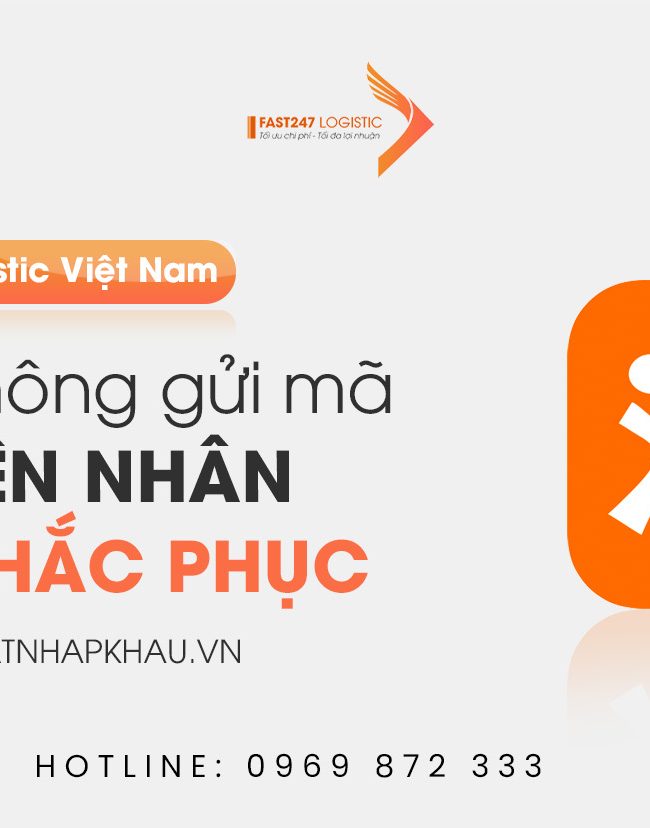 FAST247 LOGISTIC
Tối ưu chi phí - Tối đa lợi nhuận
stic Việt Nam
hông gửi mã
ÊN NHÂN
HẮC PHỤC
TNHAPKHAU.VN
HOTLINE: 0969 872 333